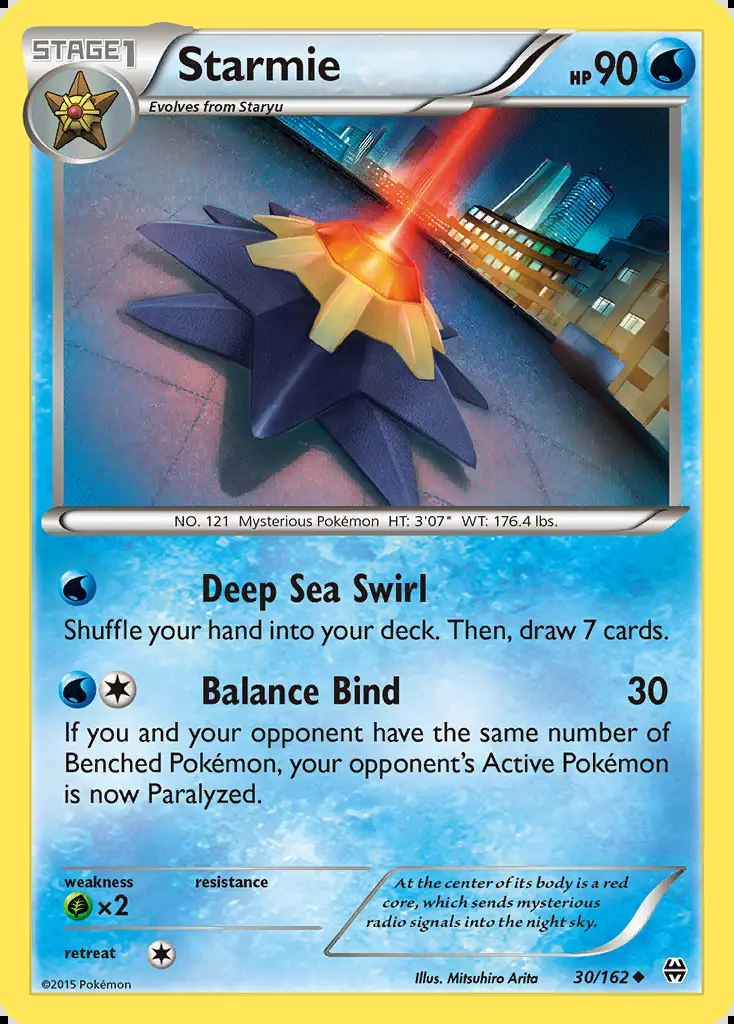 STAGE1
Starmie
HP 90
Evolves from Staryu
NO. 121 Mysterious Pokémon HT: 3'07" WT: 176.4 lbs.
Deep Sea Swirl
Shuffle your hand into your deck. Then, draw 7 cards.
Balance Bind 30
If you and your opponent have the same number of
Benched Pokémon, your opponent's Active Pokémon
is now Paralyzed.
weakness resistance
×2
retreat
At the center of its body is a red
core, which sends mysterious
radio signals into the night sky.
©2015 Pokémon
Illus. Mitsuhiro Arita 30/162